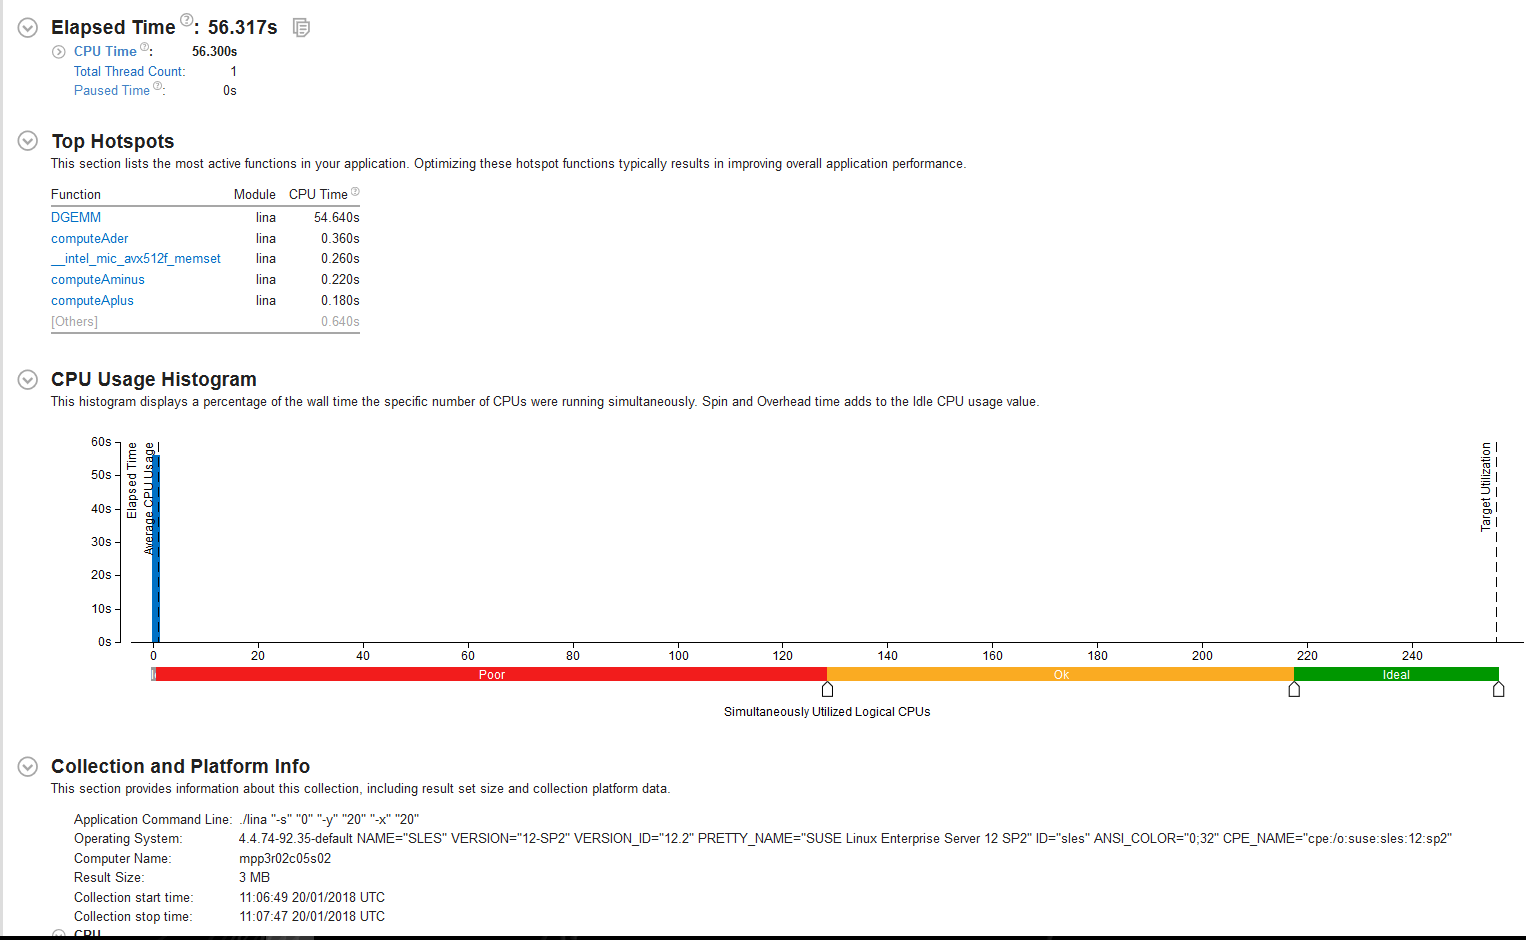 Elapsed Time ?: 56.317s
CPU Time ?: 56.300s
Total Thread Count: 1
Paused Time ?: 0s
Top Hotspots
This section lists the most active functions in your application. Optimizing these hotspot functions typically results in improving overall application performance.
Function Module CPU Time ?
DGEMM lina 54.640s
computeAder lina 0.360s
__intel_mic_avx512f_memset lina 0.260s
computeAminus lina 0.220s
computeAplus lina 0.180s
[Others] 0.640s
CPU Usage Histogram
This histogram displays a percentage of the wall time the specific number of CPUs were running simultaneously. Spin and Overhead time adds to the Idle CPU usage value.
60s
50s
40s
30s
20s
10s
0s
Elapsed Time
Average CPU Usage
Target Utilization
0 20 40 60 80 100 120 140 160 180 200 220 240
Poor Ok Ideal
Simultaneously Utilized Logical CPUs
Collection and Platform Info
This section provides information about this collection, including result set size and collection platform data.
Application Command Line: ./lina "-s" "0" "-y" "20" "-x" "20"
Operating System: 4.4.74-92.35-default NAME="SLES" VERSION="12-SP2" VERSION_ID="12.2" PRETTY_NAME="SUSE Linux Enterprise Server 12 SP2" ID="sles" ANSI_COLOR="0;32" CPE_NAME="cpe:/o:suse:sles:12:sp2"
Computer Name: mpp3r02c05s02
Result Size: 3 MB
Collection start time: 11:06:49 20/01/2018 UTC
Collection stop time: 11:07:47 20/01/2018 UTC
CPU